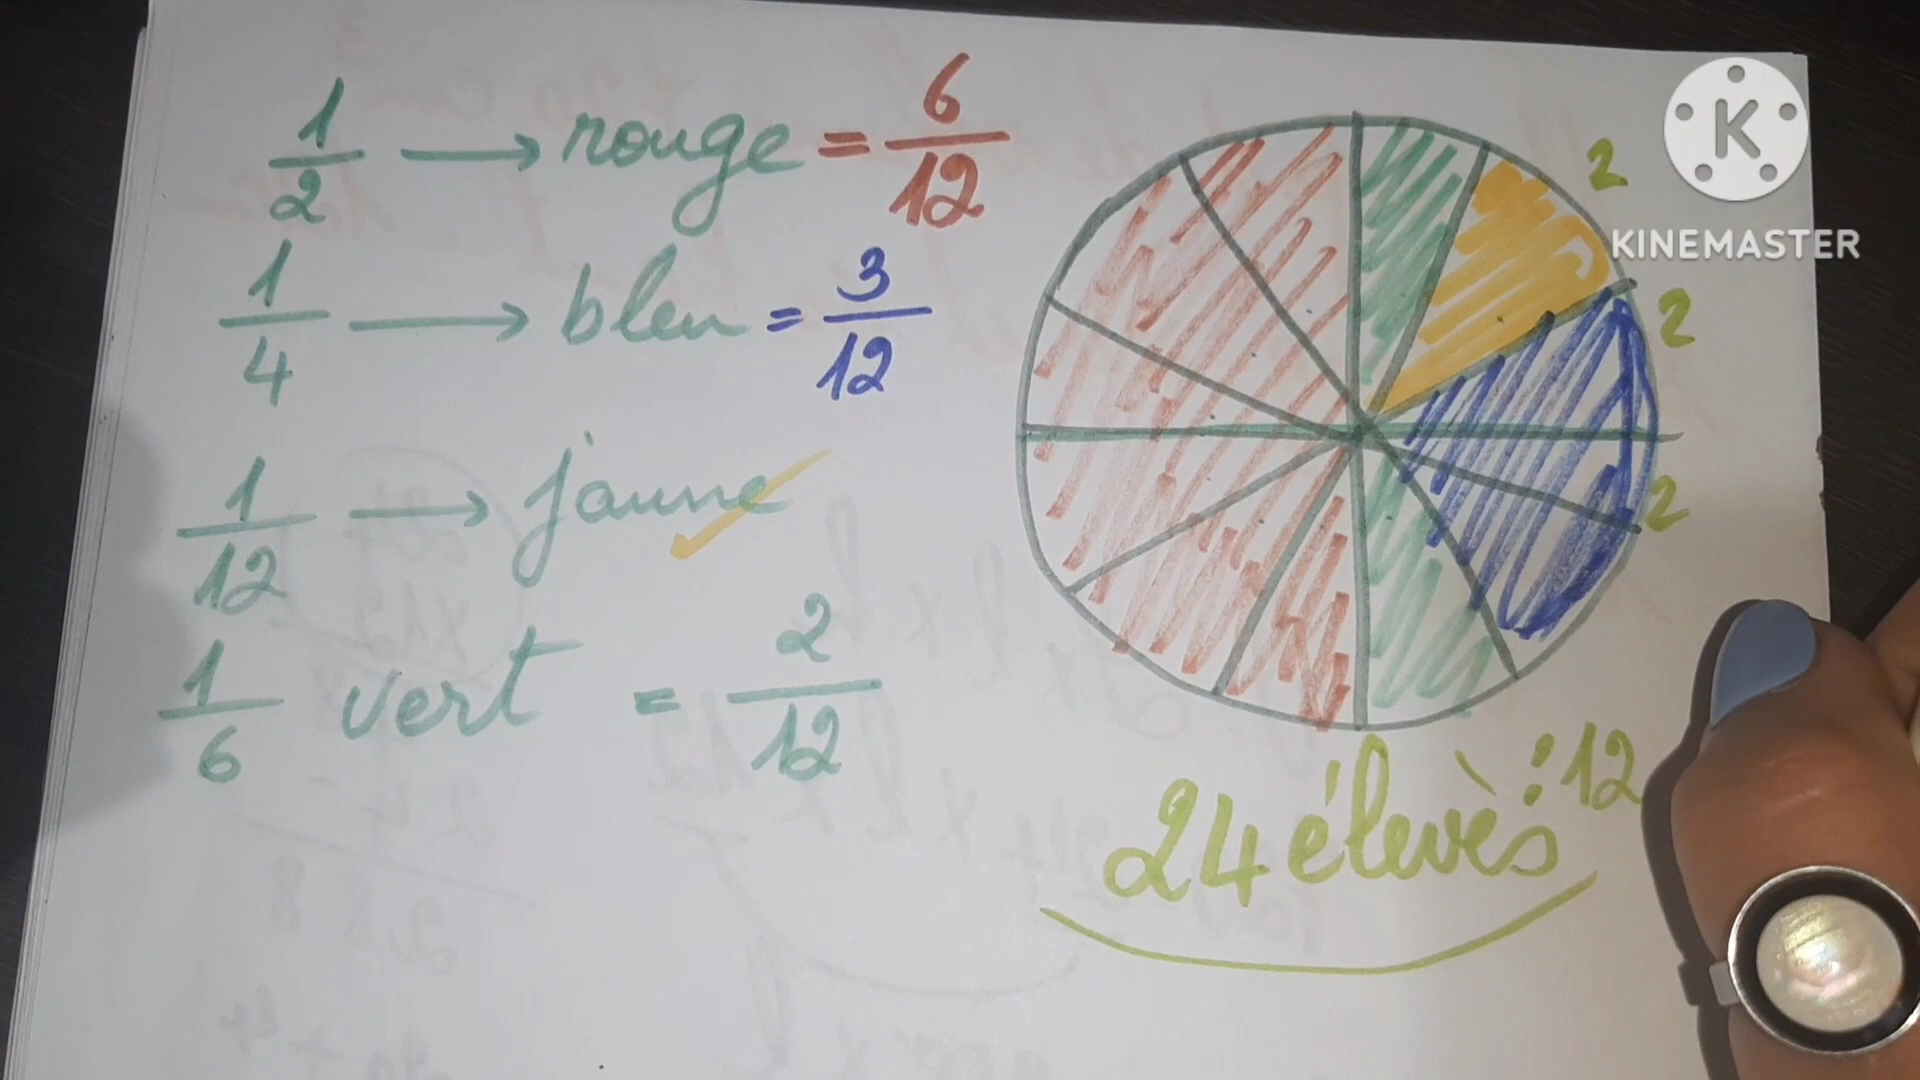 1/2 → rouge = 6/12
1/4 → bleu = 3/12
1/12 → jaune
1/6 vert = 2/12
2
2
2
24 élevès : 12
K
KINEMASTER